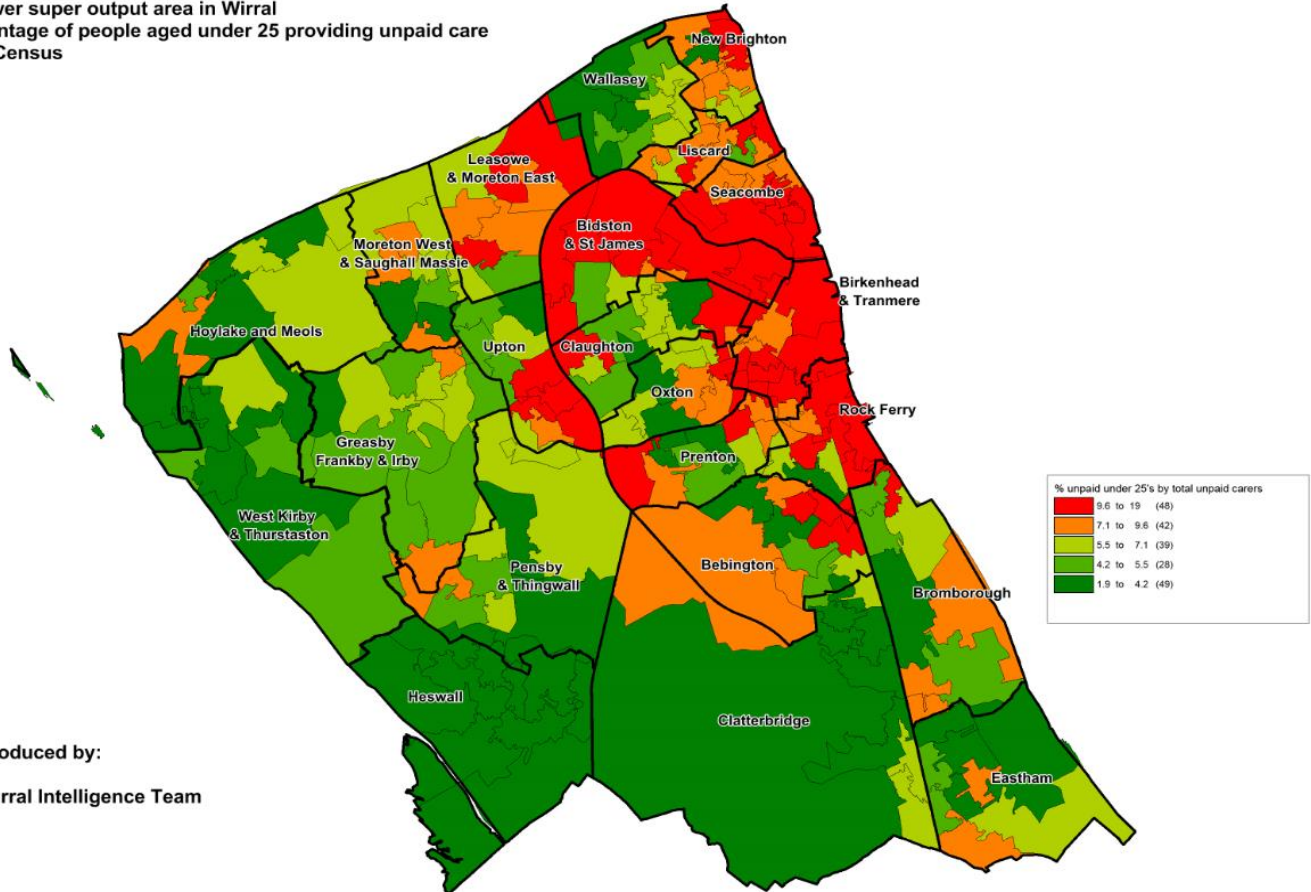 ver super output area in Wirral
entage of people aged under 25 providing unpaid care
Census
New Brighton
Wallasey
Liscard
Leasowe
& Moreton East
Seacombe
Bidston
& St James
Moreton West
& Saughall Massie
Birkenhead
& Tranmere
Hoylake and Meols
Upton
Claughton
Oxton
Rock Ferry
Greasby
Frankby & Irby
Prenton
West Kirby
& Thurstaston
Pensby
& Thingwall
Bebington
Bromborough
Heswall
Clatterbridge
Eastham
% unpaid under 25's by total unpaid carers
9.6 to 19 (48)
7.1 to 9.6 (42)
5.5 to 7.1 (39)
4.2 to 5.5 (28)
1.9 to 4.2 (49)
oduced by:
rral Intelligence Team